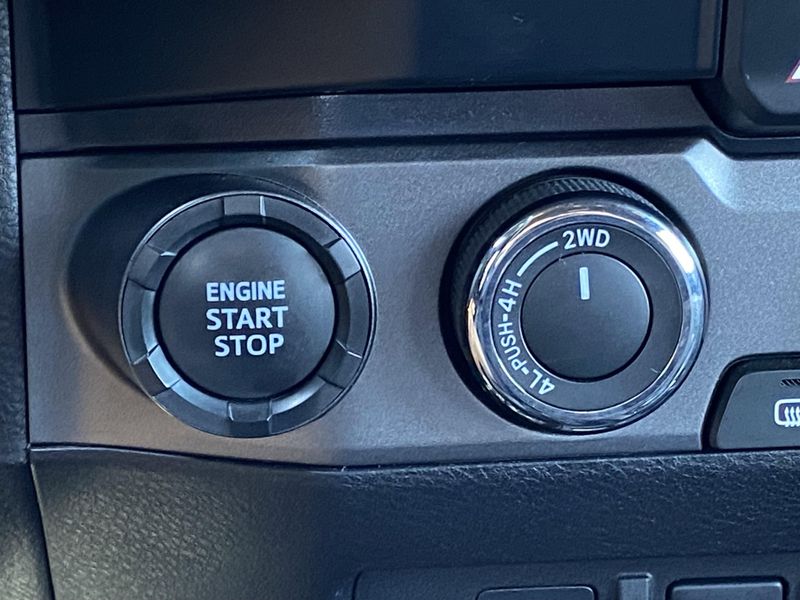 ENGINE
START
STOP
2WD
4L-PUSH-4H